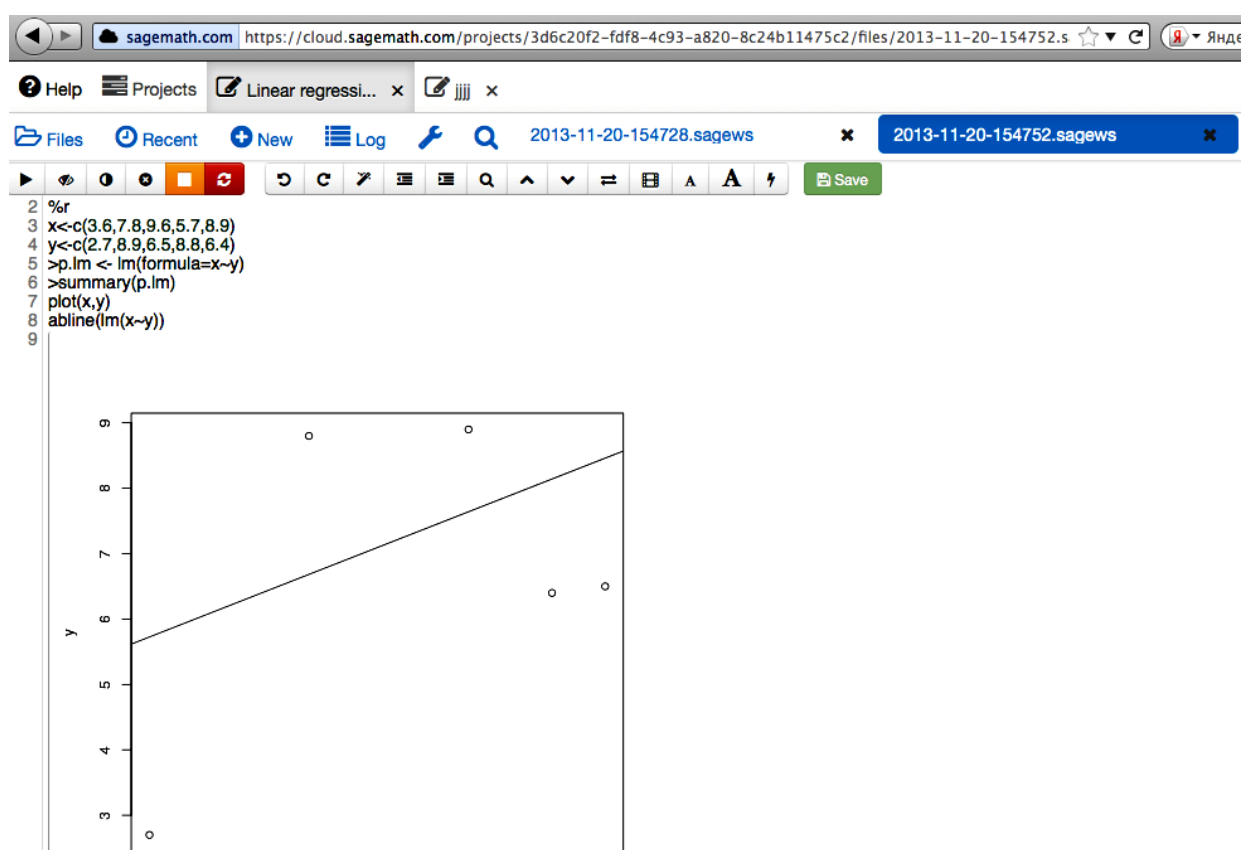 sagemath.com https://cloud.sagemath.com/projects/3d6c20f2-fdf8-4c93-a820-8c24b11475c2/files/2013-11-20-154752.s Я Янде
? Help Projects Linear regressi... x jjjj x
Files Recent New Log 2013-11-20-154728.sagews x 2013-11-20-154752.sagews x
A A Save
2 %r
3 x<-c(3.6,7.8,9.6,5.7,8.9)
4 y<-c(2.7,8.9,6.5,8.8,6.4)
5 >p.lm <- lm(formula=x~y)
6 >summary(p.lm)
7 plot(x,y)
8 abline(lm(x~y))
9
9
8
7
6
y
5
4
3